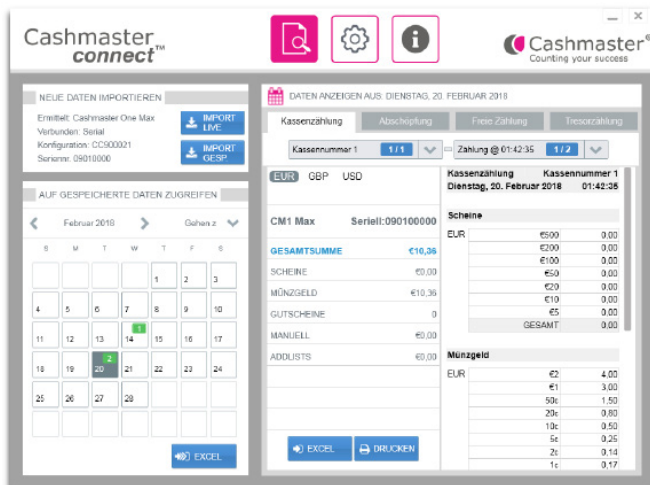 Cashmaster
connect™
Cashmaster®
Counting your success
NEUE DATEN IMPORTIEREN
Ermittelt: Cashmaster One Max
Verbunden: Serial
Konfiguration: CC900021
Seriennr. 09010000
IMPORT LIVE
IMPORT GESP.
AUF GESPEICHERTE DATEN ZUGREIFEN
Februar 2018 Gehen z
S M T W T F S
1 2 3
4 5 6 7 8 9 10
1
11 12 13 14 15 16 17
2
18 19 20 21 22 23 24
25 26 27 28
EXCEL
DATEN ANZEIGEN AUS: DIENSTAG, 20. FEBRUAR 2018
Kassenzählung Abschöpfung Freie Zählung Tresorzählung
Kassennummer 1 1/1 Zahlung @ 01:42:35 1/2
EUR GBP USD
CM1 Max Seriell:090100000
GESAMTSUMME €10,36
SCHEINE €0,00
MÜNZGELD €10,36
GUTSCHEINE 0
MANUELL €0,00
ADDLISTS €0,00
EXCEL DRUCKEN
Kassenzählung Kassennummer 1
Dienstag, 20. Februar 2018 01:42:35
Scheine
EUR €500 0,00
€200 0,00
€100 0,00
€50 0,00
€20 0,00
€10 0,00
€5 0,00
GESAMT 0,00
Münzgeld
EUR €2 4,00
€1 3,00
50c 1,50
20c 0,80
10c 0,50
5c 0,25
2c 0,14
1c 0,17